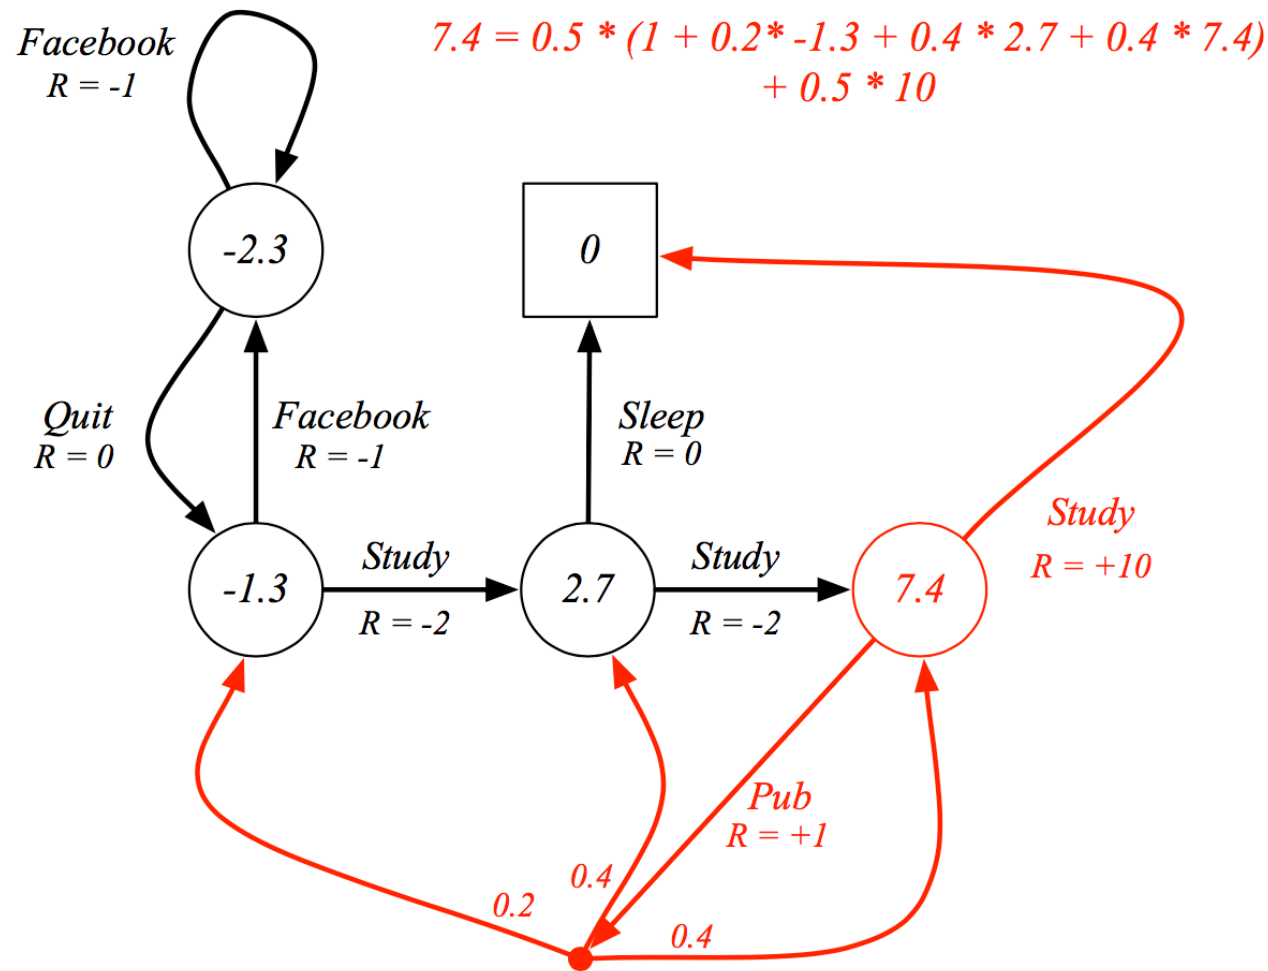 Facebook
R = -1
7.4 = 0.5 * (1 + 0.2* -1.3 + 0.4 * 2.7 + 0.4 * 7.4)
+ 0.5 * 10
-2.3
0
Quit
R = 0
Facebook
R = -1
Sleep
R = 0
Study
R = +10
-1.3
Study
R = -2
2.7
Study
R = -2
7.4
Pub
R = +1
0.2
0.4
0.4